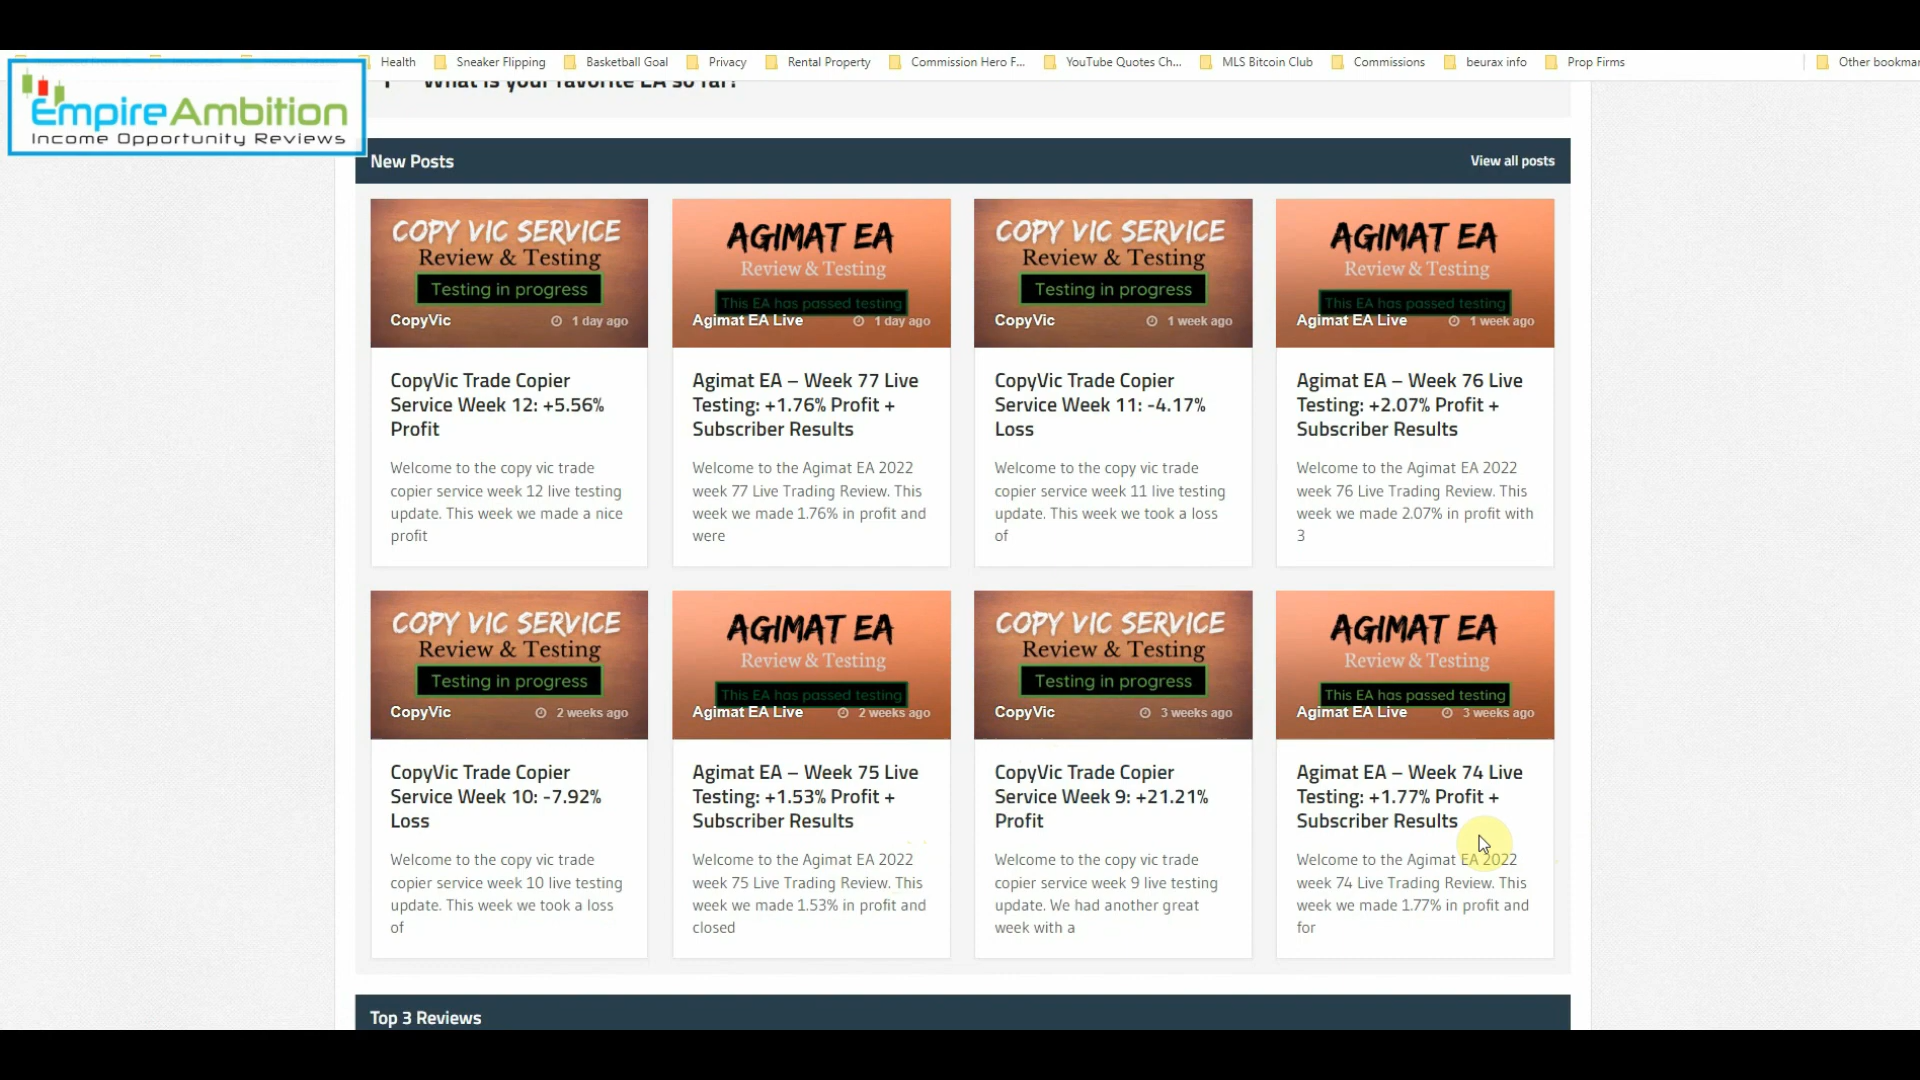 Health
Sneaker Flipping
Basketball Goal
Privacy
Rental Property
Commission Hero F...
YouTube Quotes Ch...
MLS Bitcoin Club
Commissions
beurax info
Prop Firms
Other bookmar
EmpireAmbition
Income Opportunity Reviews
What is your favorite EA so far?
New Posts
View all posts
COPY VIC SERVICE
Review & Testing
Testing in progress
CopyVic
1 day ago
CopyVic Trade Copier
Service Week 12: +5.56%
Profit
Welcome to the copy vic trade
copier service week 12 live testing
update. This week we made a nice
profit
AGIMAT EA
Review & Testing
This EA has passed testing
Agimat EA Live
1 day ago
Agimat EA – Week 77 Live
Testing: +1.76% Profit +
Subscriber Results
Welcome to the Agimat EA 2022
week 77 Live Trading Review. This
week we made 1.76% in profit and
were
COPY VIC SERVICE
Review & Testing
Testing in progress
CopyVic
1 week ago
CopyVic Trade Copier
Service Week 11: -4.17%
Loss
Welcome to the copy vic trade
copier service week 11 live testing
update. This week we took a loss
of
AGIMAT EA
Review & Testing
This EA has passed testing
Agimat EA Live
1 week ago
Agimat EA – Week 76 Live
Testing: +2.07% Profit +
Subscriber Results
Welcome to the Agimat EA 2022
week 76 Live Trading Review. This
week we made 2.07% in profit with
3
COPY VIC SERVICE
Review & Testing
Testing in progress
CopyVic
2 weeks ago
CopyVic Trade Copier
Service Week 10: -7.92%
Loss
Welcome to the copy vic trade
copier service week 10 live testing
update. This week we took a loss
of
AGIMAT EA
Review & Testing
This EA has passed testing
Agimat EA Live
2 weeks ago
Agimat EA – Week 75 Live
Testing: +1.53% Profit +
Subscriber Results
Welcome to the Agimat EA 2022
week 75 Live Trading Review. This
week we made 1.53% in profit and
closed
COPY VIC SERVICE
Review & Testing
Testing in progress
CopyVic
3 weeks ago
CopyVic Trade Copier
Service Week 9: +21.21%
Profit
Welcome to the copy vic trade
copier service week 9 live testing
update. We had another great
week with a
AGIMAT EA
Review & Testing
This EA has passed testing
Agimat EA Live
3 weeks ago
Agimat EA – Week 74 Live
Testing: +1.77% Profit +
Subscriber Results
Welcome to the Agimat EA 2022
week 74 Live Trading Review. This
week we made 1.77% in profit and
for
Top 3 Reviews